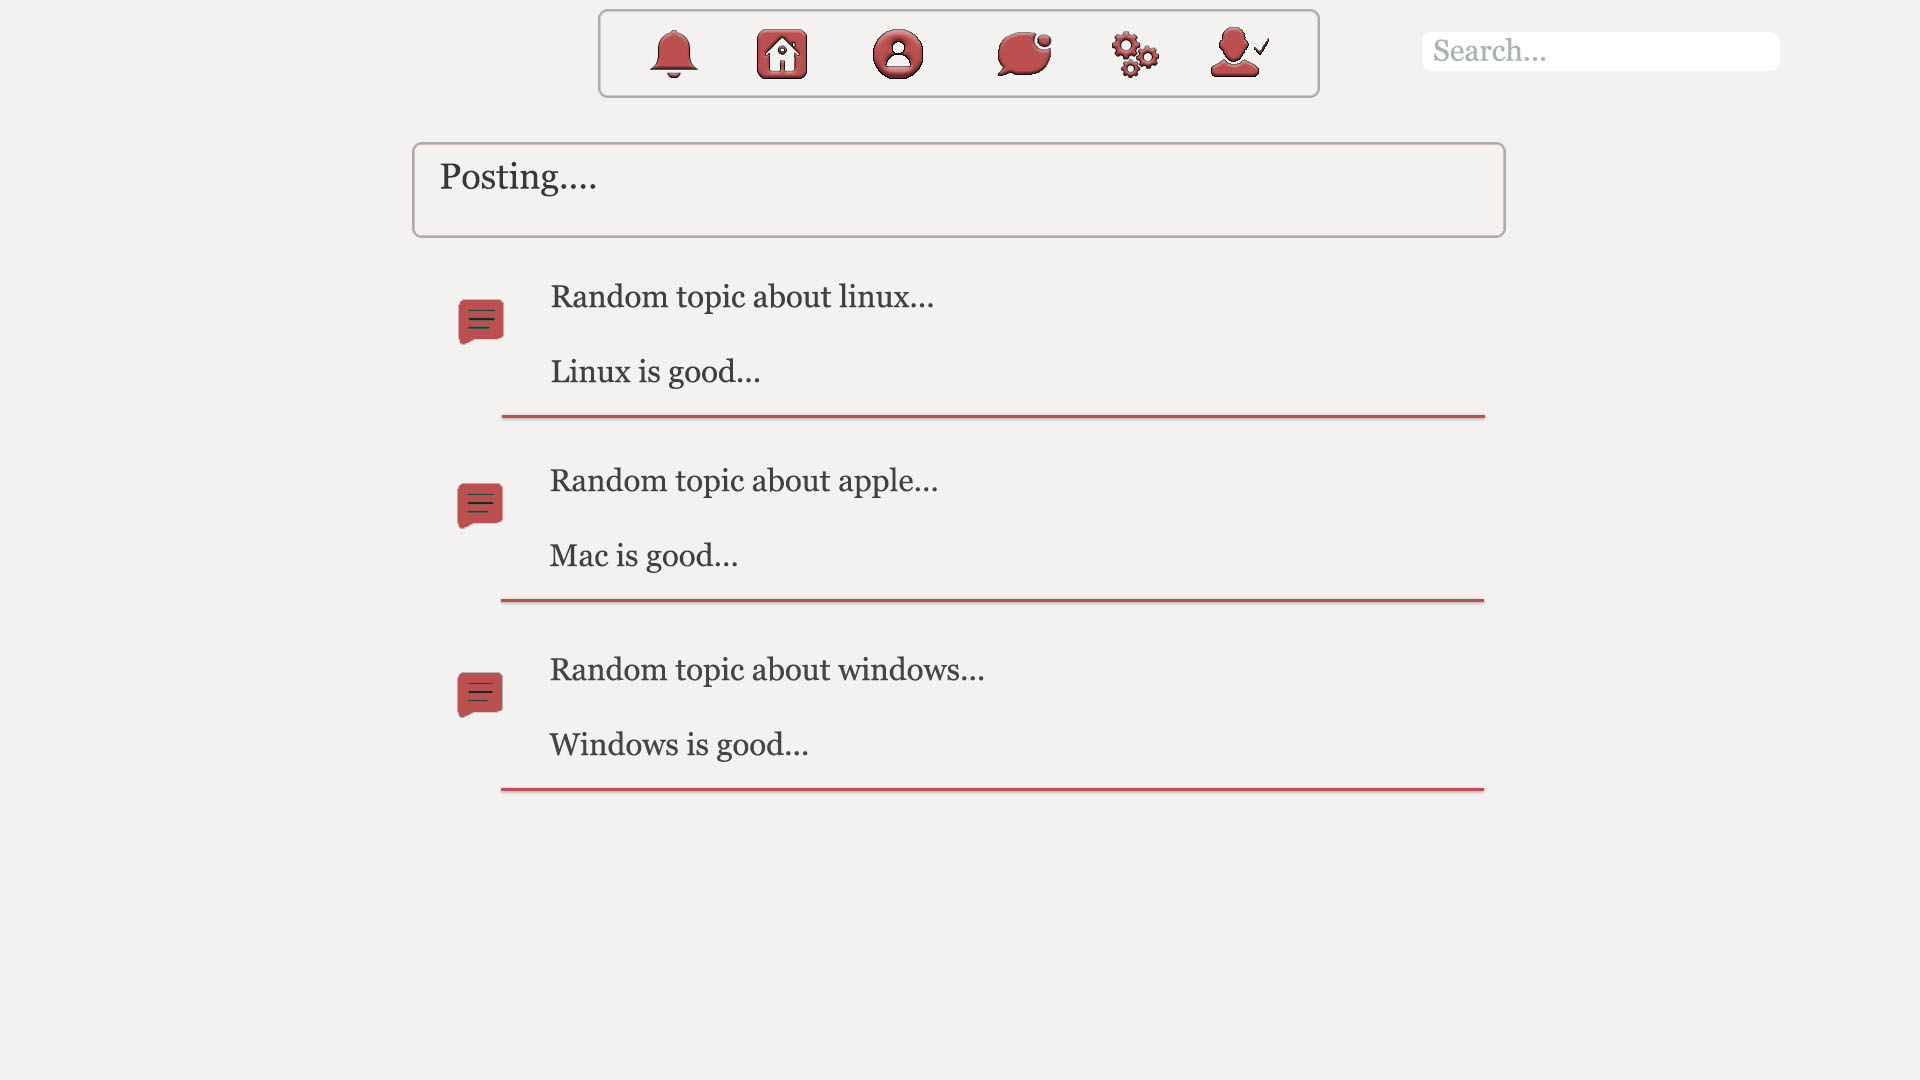 Search...
Posting....
Random topic about linux...
Linux is good...
Random topic about apple...
Mac is good...
Random topic about windows...
Windows is good...